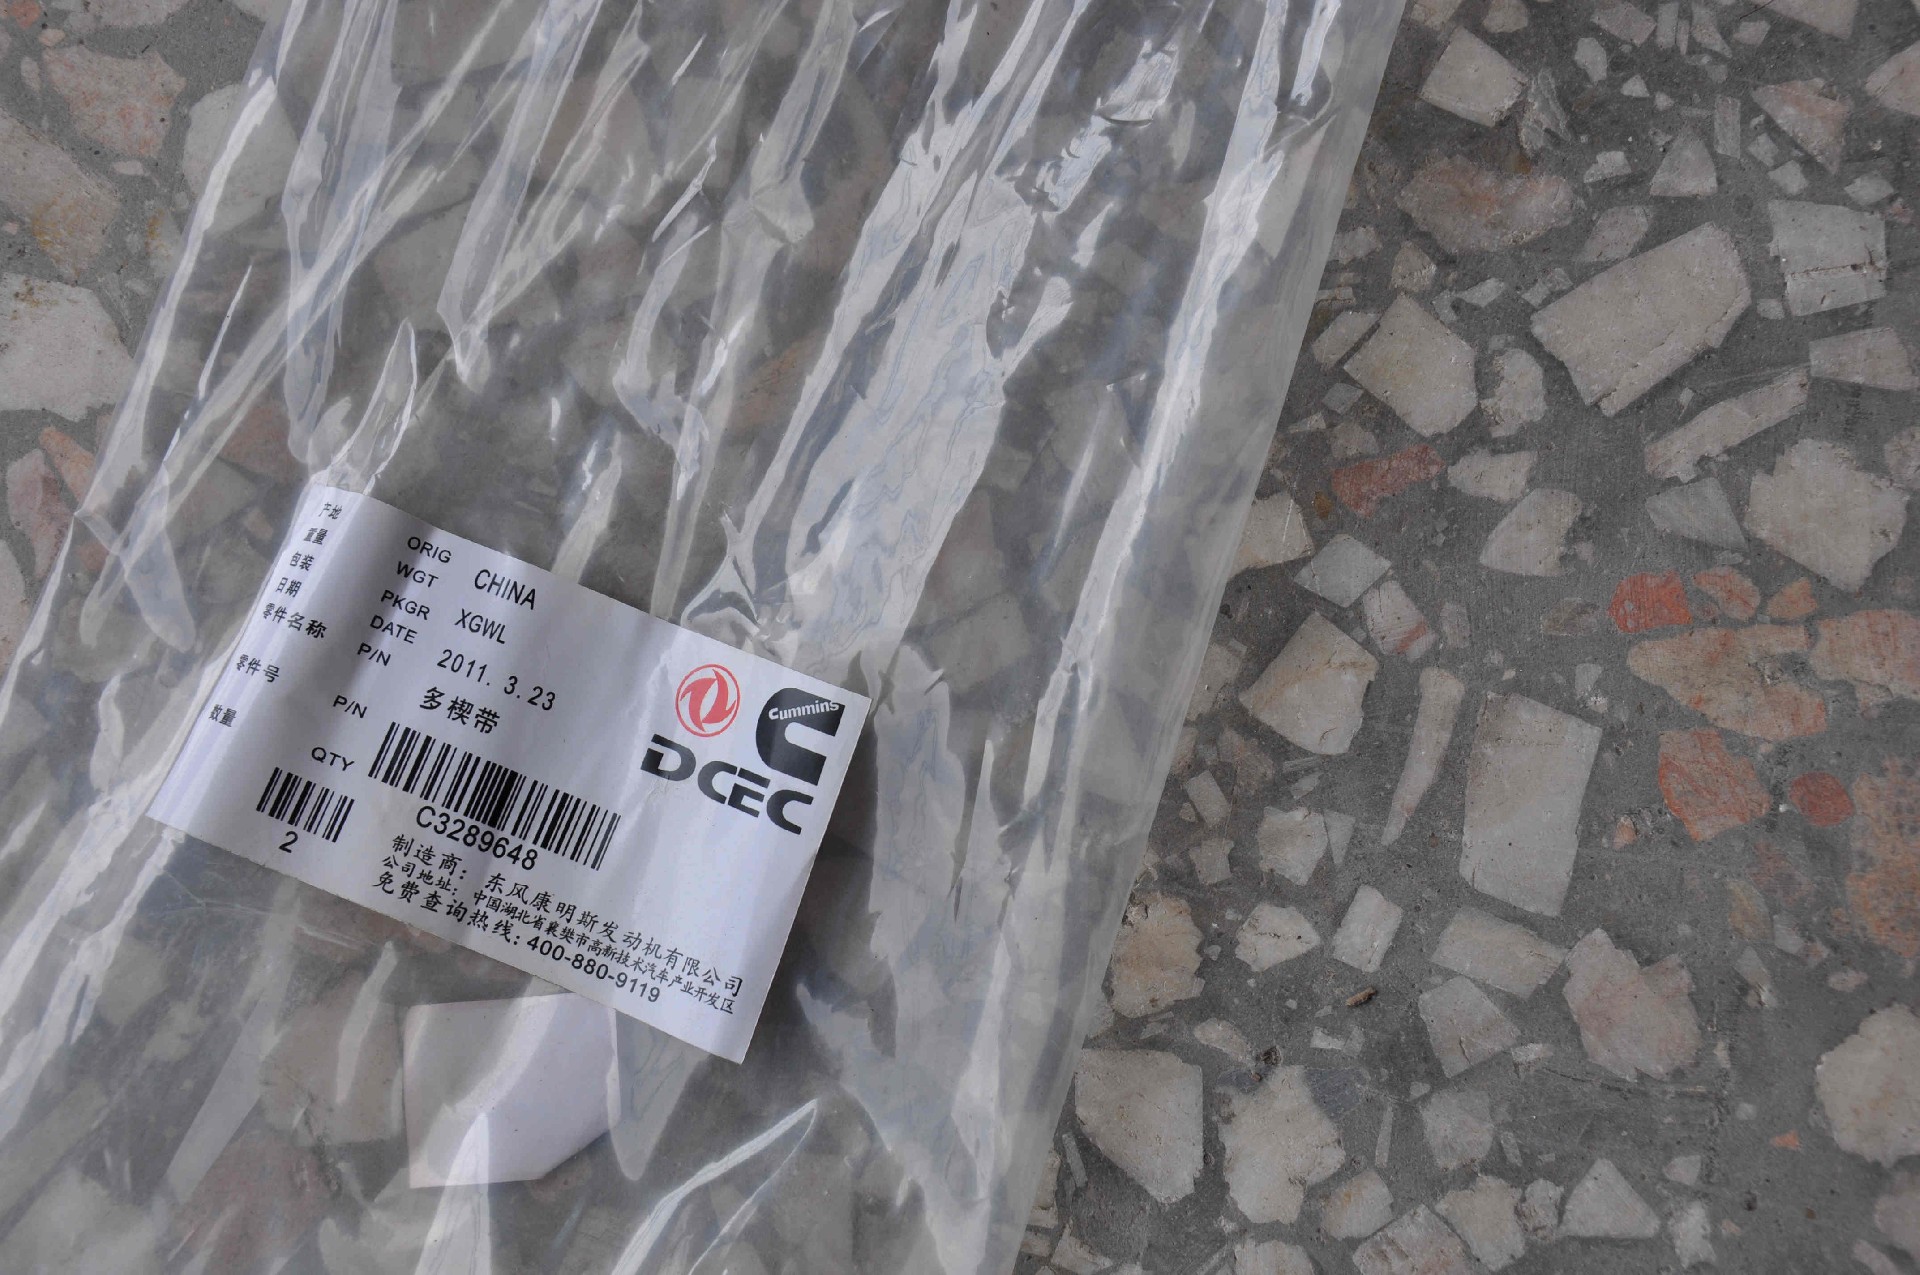 产地 ORIG CHINA
重量 WGT
包装 PKGR XGWL
日期 DATE 2011. 3. 23
零件名称 P/N 多楔带
零件号 P/N
C3289648
数量 QTY
2
Cummins
DCEC
制造商：东风康明斯发动机有限公司
公司地址：中国湖北省襄樊市高新技术汽车产业开发区
免费查询热线：400-880-9119